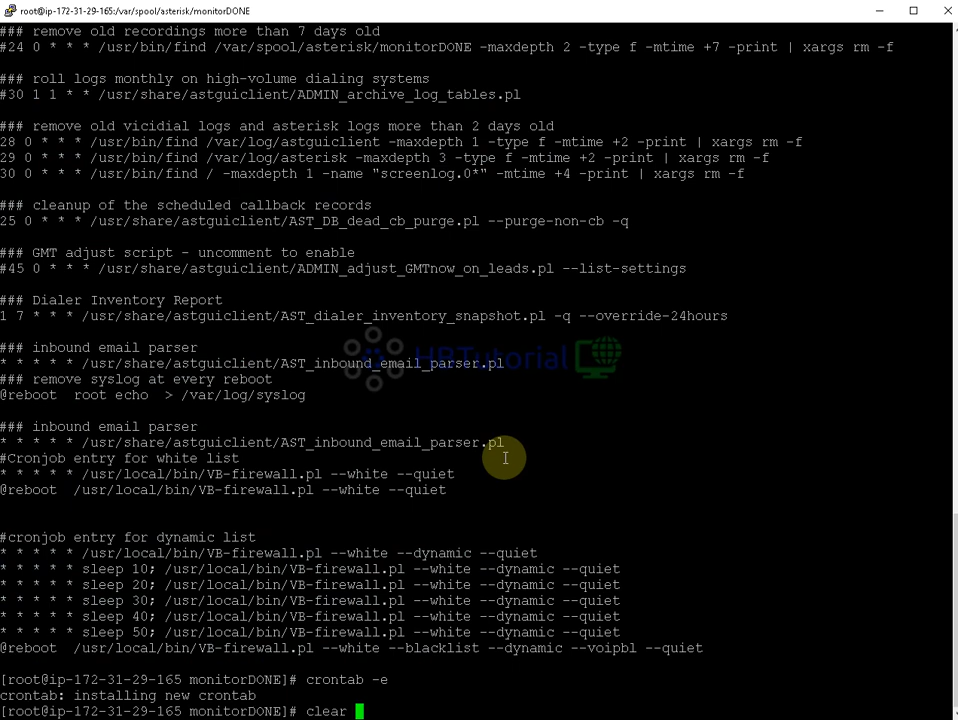 root@ip-172-31-29-165:/var/spool/asterisk/monitorDONE
### remove old recordings more than 7 days old
#24 0 * * * /usr/bin/find /var/spool/asterisk/monitorDONE -maxdepth 2 -type f -mtime +7 -print | xargs rm -f
### roll logs monthly on high-volume dialing systems
#30 1 1 * * /usr/share/astguiclient/ADMIN_archive_log_tables.pl
### remove old vicidial logs and asterisk logs more than 2 days old
28 0 * * * /usr/bin/find /var/log/astguiclient -maxdepth 1 -type f -mtime +2 -print | xargs rm -f
29 0 * * * /usr/bin/find /var/log/asterisk -maxdepth 3 -type f -mtime +2 -print | xargs rm -f
30 0 * * * /usr/bin/find / -maxdepth 1 -name "screenlog.0*" -mtime +4 -print | xargs rm -f
### cleanup of the scheduled callback records
25 0 * * * /usr/share/astguiclient/AST_DB_dead_cb_purge.pl --purge-non-cb -q
### GMT adjust script - uncomment to enable
#45 0 * * * /usr/share/astguiclient/ADMIN_adjust_GMTnow_on_leads.pl --list-settings
### Dialer Inventory Report
1 7 * * * /usr/share/astguiclient/AST_dialer_inventory_snapshot.pl -q --override-24hours
### inbound email parser
* * * * * /usr/share/astguiclient/AST_inbound_email_parser.pl
HRTutorial
### remove syslog at every reboot
@reboot  root echo  > /var/log/syslog
### inbound email parser
* * * * * /usr/share/astguiclient/AST_inbound_email_parser.pl
#Cronjob entry for white list
* * * * * /usr/local/bin/VB-firewall.pl --white --quiet
@reboot  /usr/local/bin/VB-firewall.pl --white --quiet
#cronjob entry for dynamic list
* * * * * /usr/local/bin/VB-firewall.pl --white --dynamic --quiet
* * * * * sleep 10; /usr/local/bin/VB-firewall.pl --white --dynamic --quiet
* * * * * sleep 20; /usr/local/bin/VB-firewall.pl --white --dynamic --quiet
* * * * * sleep 30; /usr/local/bin/VB-firewall.pl --white --dynamic --quiet
* * * * * sleep 40; /usr/local/bin/VB-firewall.pl --white --dynamic --quiet
* * * * * sleep 50; /usr/local/bin/VB-firewall.pl --white --dynamic --quiet
@reboot  /usr/local/bin/VB-firewall.pl --white --blacklist --dynamic --voipbl --quiet
[root@ip-172-31-29-165 monitorDONE]# crontab -e
crontab: installing new crontab
[root@ip-172-31-29-165 monitorDONE]# clear